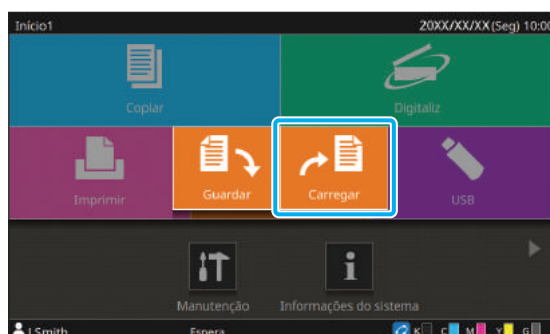 Início1 20XX/XX/XX(Seg) 10:00
Copiar Digitaliz
Imprimir Guardar Carregar USB
Manutenção Informações do sistema
J.Smith Espera K C M Y G